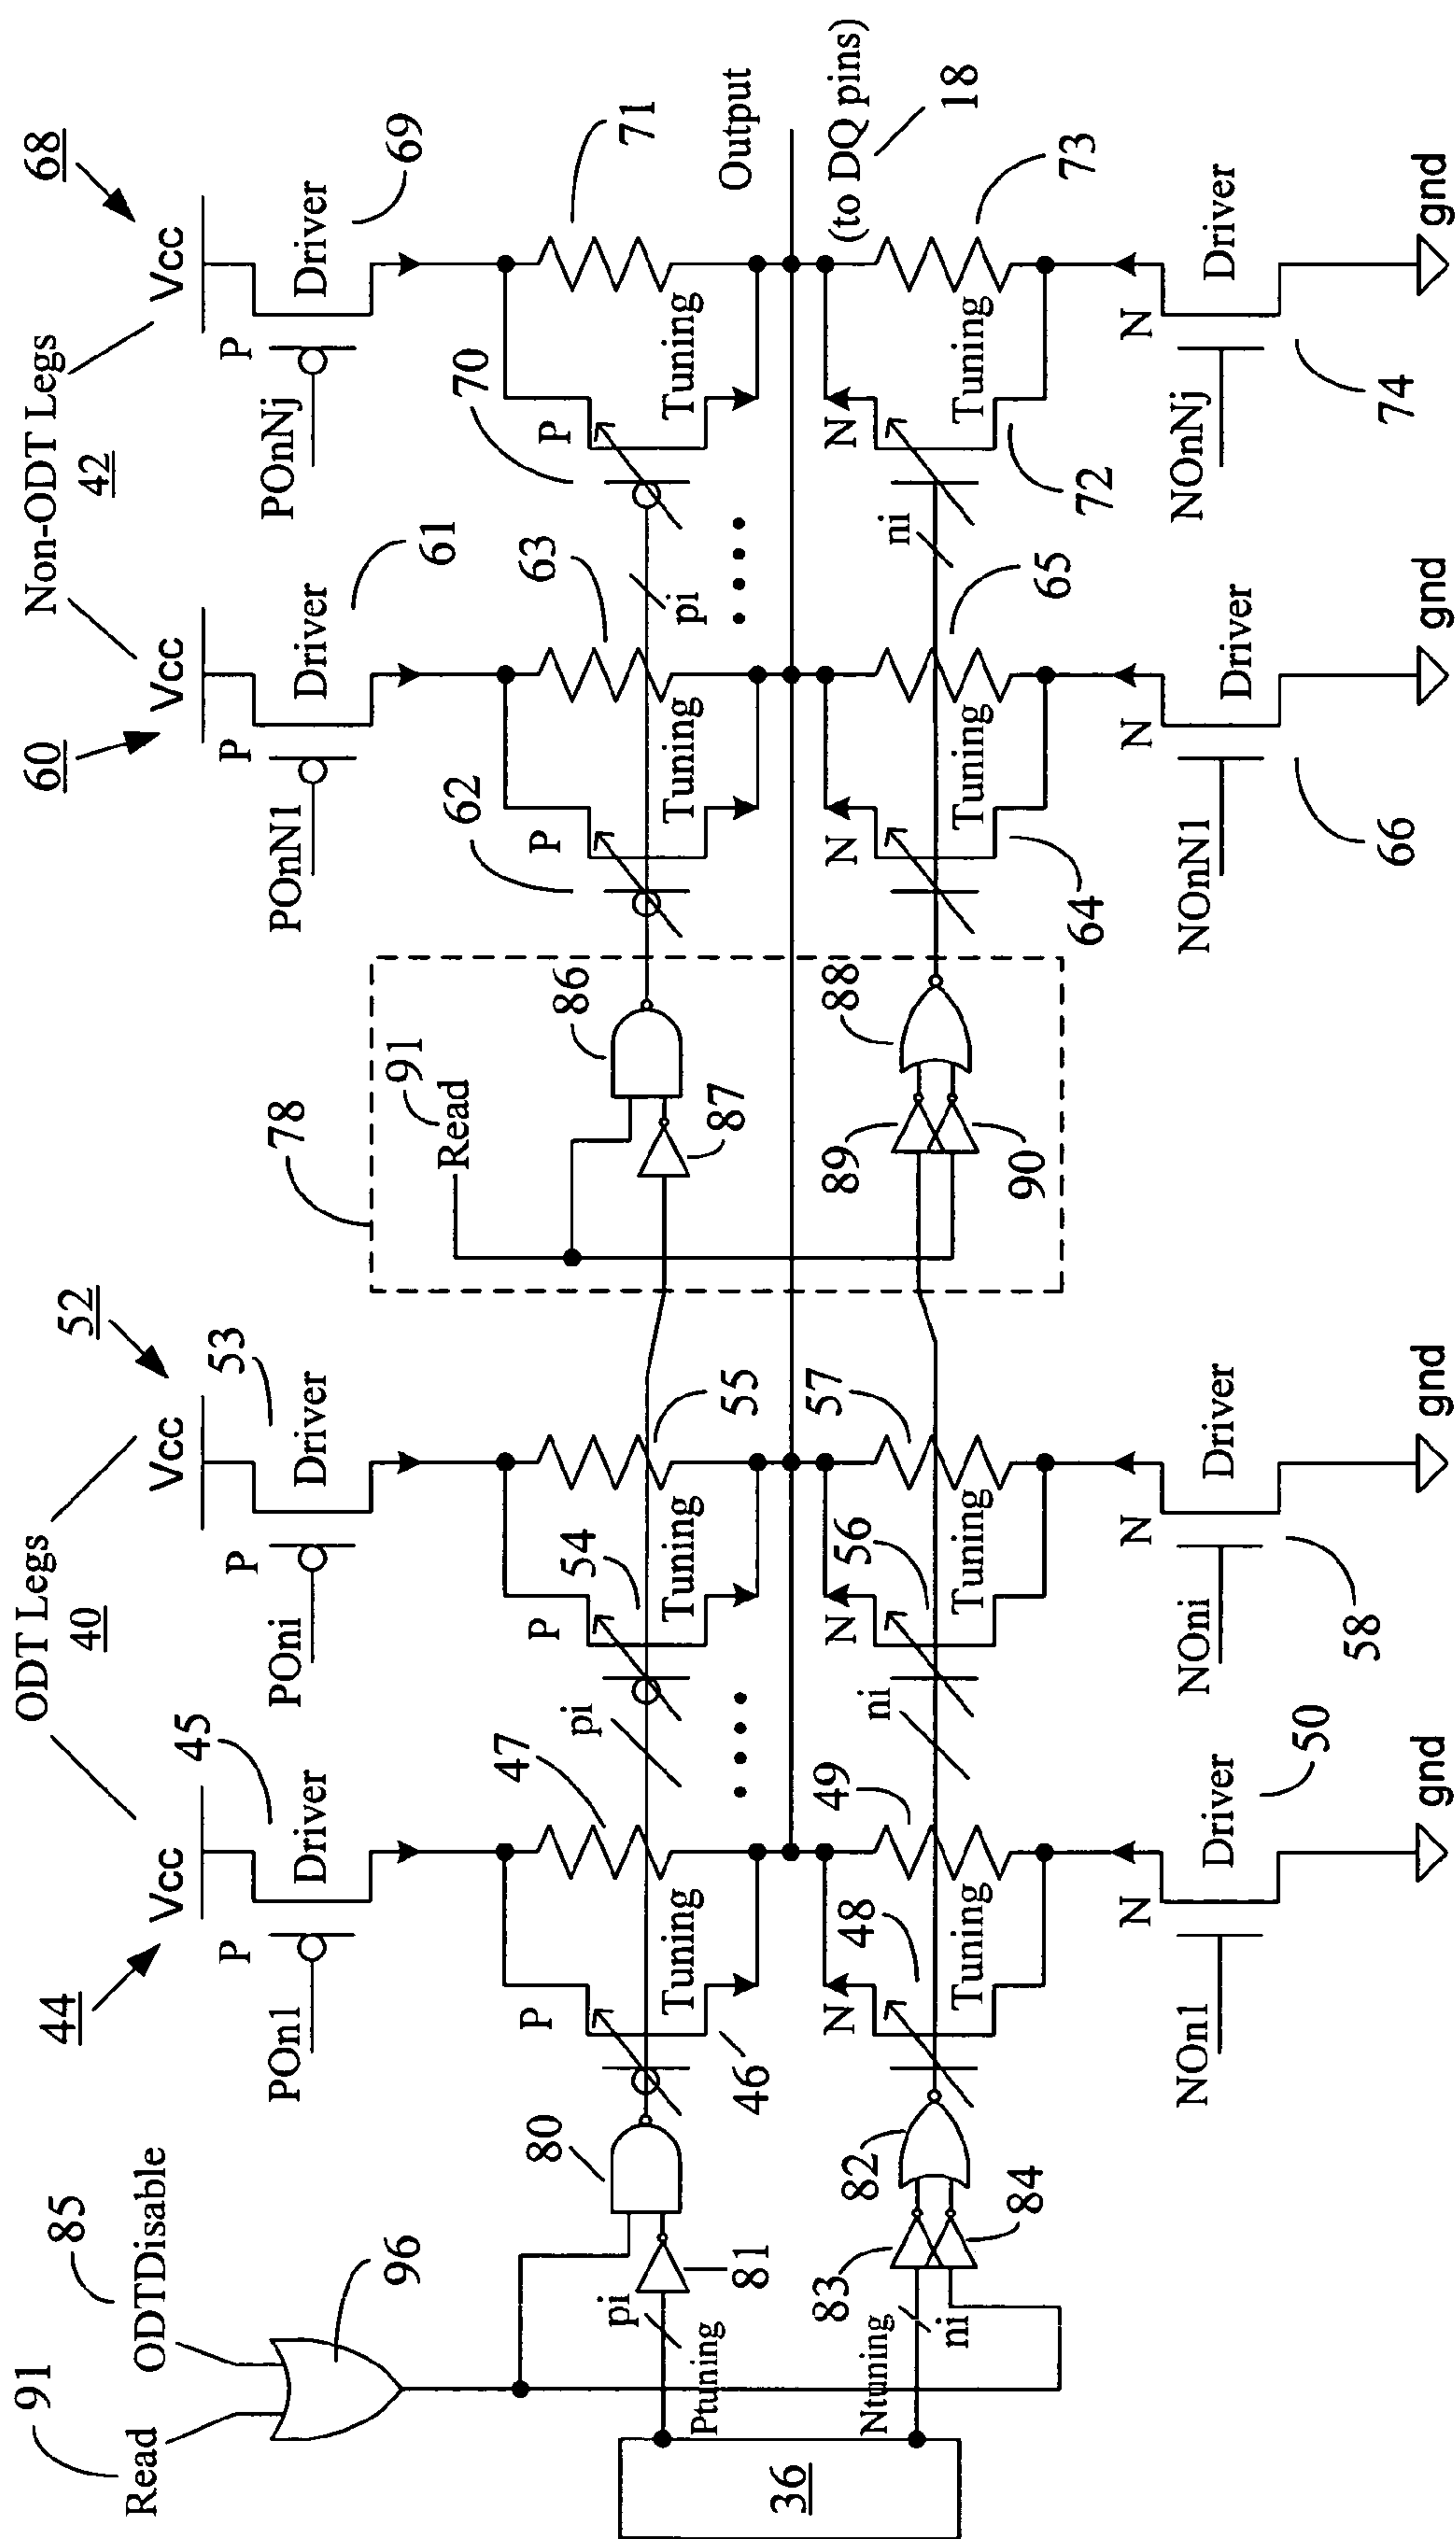 91
Read
85
ODTDisable
96
36
Ptuning
pi
81
80
Ntuning
ni
83
84
82
ODT Legs
40
44
Vcc
P
POn1
Driver
45
P
46
Tuning
47
N
48
Tuning
49
N
NOn1
Driver
50
gnd
52
Vcc
P
POni
Driver
53
pi
P
54
Tuning
55
ni
N
56
Tuning
57
N
NOni
Driver
58
gnd
78
91
Read
86
87
88
89
90
Non-ODT Legs
42
60
Vcc
P
POnN1
Driver
61
P
62
Tuning
63
N
64
Tuning
65
N
NOnN1
Driver
66
gnd
68
Vcc
P
POnNj
Driver
69
pi
P
70
Tuning
71
ni
N
72
Tuning
73
N
NOnNj
Driver
74
gnd
Output
(to DQ pins)
18